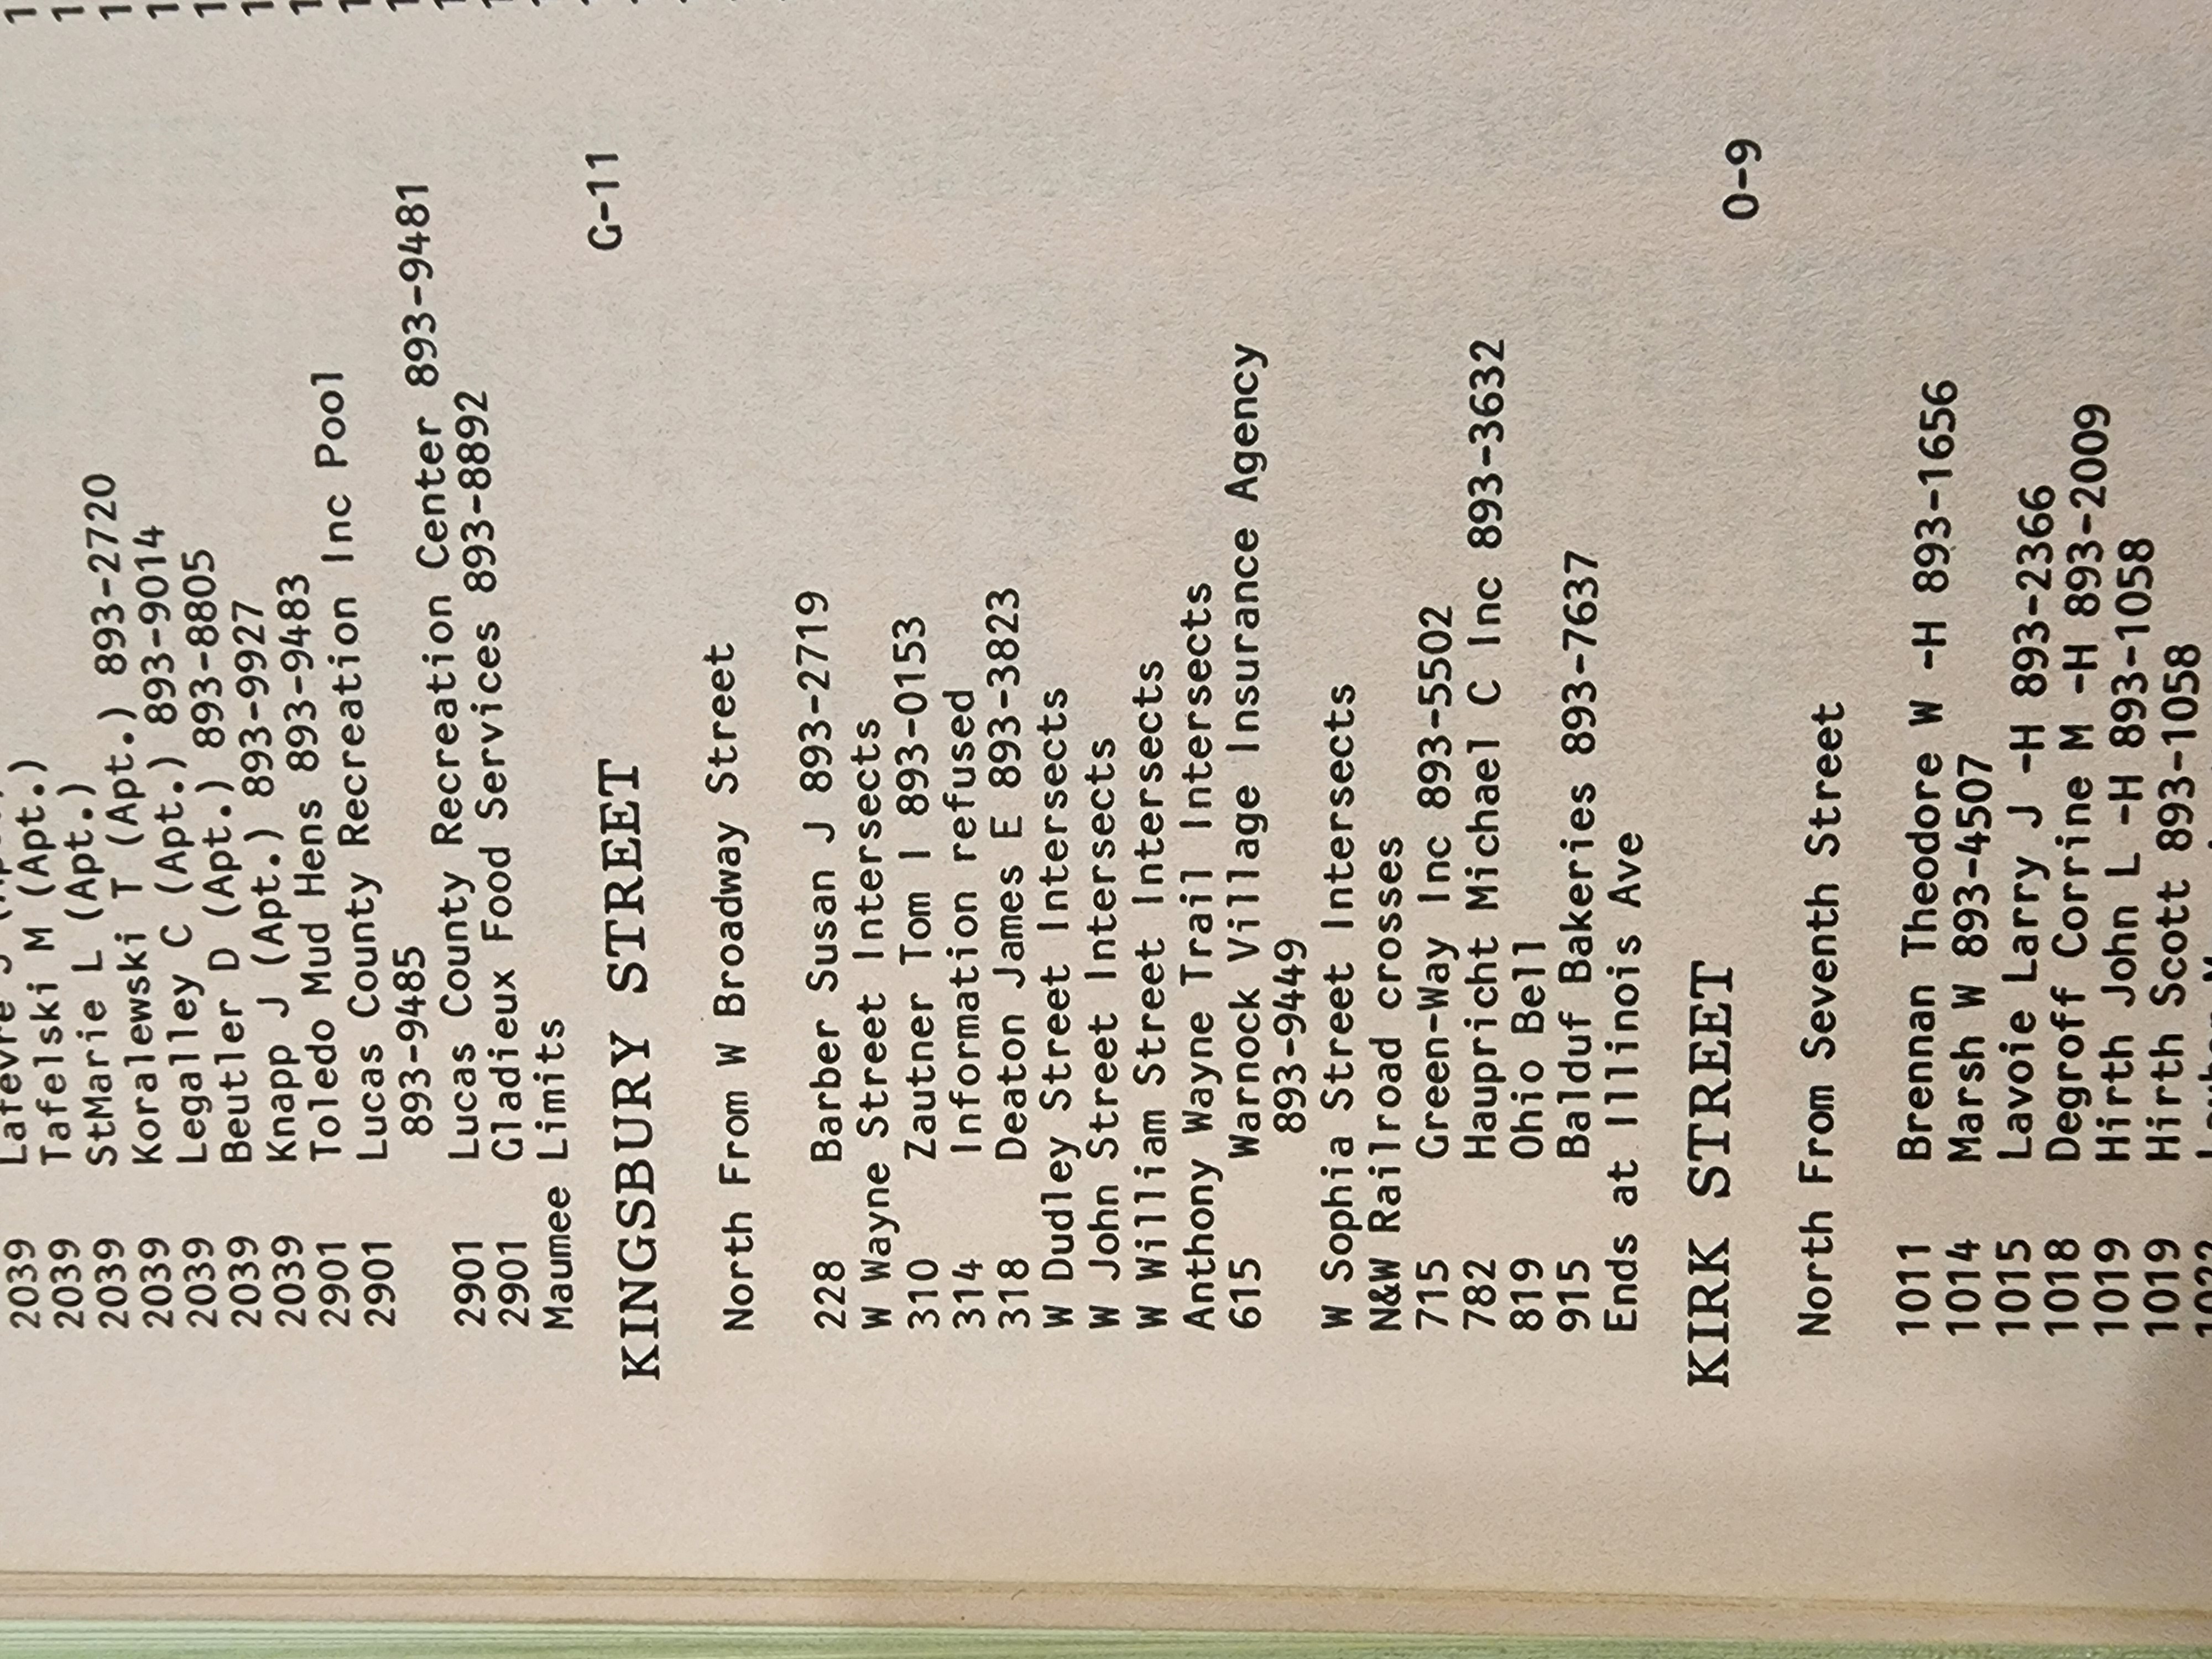 2039 Lafevre J
2039 Tafelski M (Apt.)
2039 StMarie L (Apt.)
2039 Koralewski T (Apt.) 893-2720
2039 Legalley C (Apt.) 893-9014
2039 Beutler D (Apt.) 893-8805
2039 Knapp J (Apt.) 893-9927
2901 Toledo Mud Hens 893-9483
2901 Lucas County Recreation Inc Pool
893-9485
2901 Lucas County Recreation Center 893-9481
2901 Gladieux Food Services 893-8892
Maumee Limits
KINGSBURY STREET G-11
North From W Broadway Street
228 Barber Susan J 893-2719
W Wayne Street Intersects
310 Zautner Tom I 893-0153
314 Information refused
318 Deaton James E 893-3823
W Dudley Street Intersects
W John Street Intersects
W William Street Intersects
Anthony Wayne Trail Intersects
615 Warnock Village Insurance Agency
893-9449
W Sophia Street Intersects
N&W Railroad crosses
715 Green-Way Inc 893-5502
782 Haupricht Michael C Inc 893-3632
819 Ohio Bell
915 Balduf Bakeries 893-7637
Ends at Illinois Ave
KIRK STREET O-9
North From Seventh Street
1011 Brennan Theodore W -H 893-1656
1014 Marsh W 893-4507
1015 Lavoie Larry J -H 893-2366
1018 Degroff Corrine M -H 893-2009
1019 Hirth John L -H 893-1058
1019 Hirth Scott 893-1058